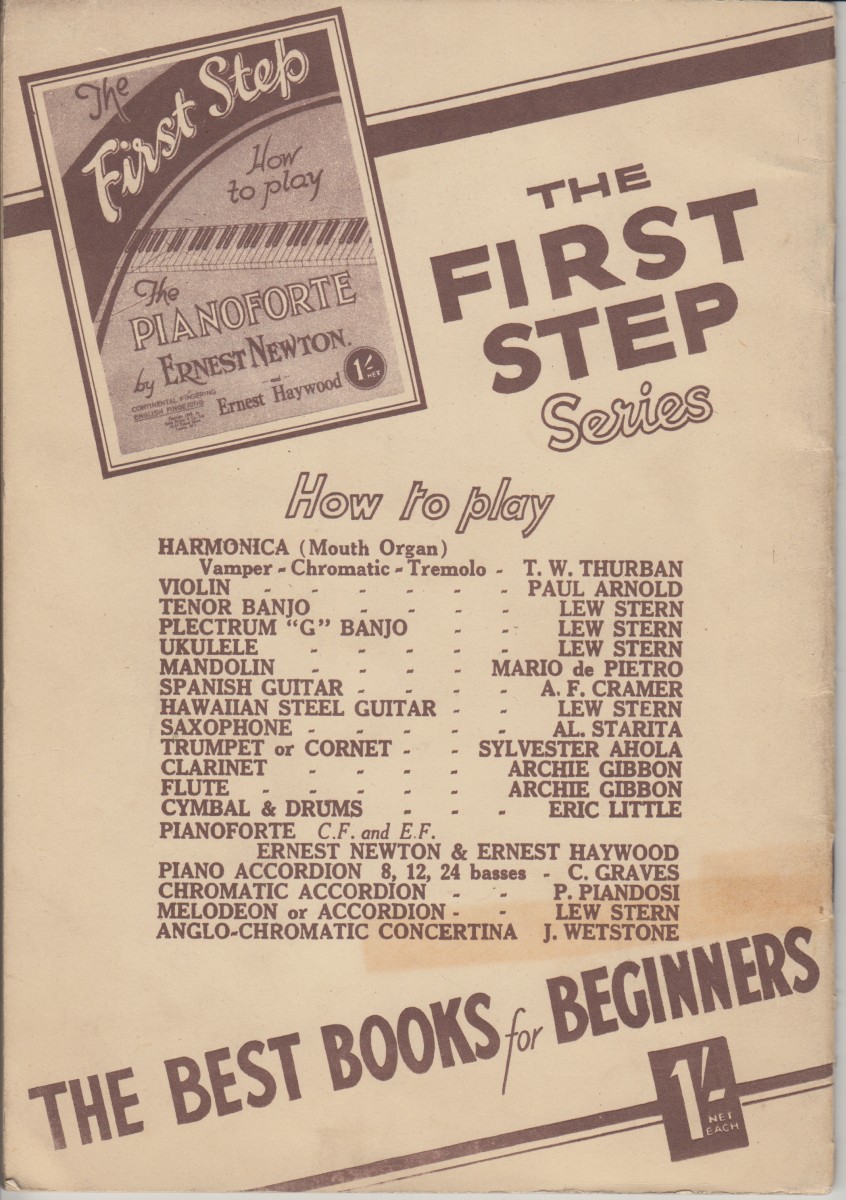 The
First Step
How
to play
The
PIANOFORTE
by ERNEST NEWTON.
and
Ernest Haywood
1/-
NET
CONTINENTAL FINGERING
ENGLISH FINGERING
THE
FIRST
STEP
Series
How to play
HARMONICA (Mouth Organ)
Vamper - Chromatic - Tremolo - T. W. THURBAN
VIOLIN - - - - - - PAUL ARNOLD
TENOR BANJO - - - - LEW STERN
PLECTRUM “G” BANJO - - LEW STERN
UKULELE - - - - - LEW STERN
MANDOLIN - - - - MARIO de PIETRO
SPANISH GUITAR - - - - A. F. CRAMER
HAWAIIAN STEEL GUITAR - - LEW STERN
SAXOPHONE - - - - - AL. STARITA
TRUMPET or CORNET - - SYLVESTER AHOLA
CLARINET - - - - ARCHIE GIBBON
FLUTE - - - - - ARCHIE GIBBON
CYMBAL & DRUMS - - - ERIC LITTLE
PIANOFORTE C.F. and E.F.
ERNEST NEWTON & ERNEST HAYWOOD
PIANO ACCORDION 8, 12, 24 basses - C. GRAVES
CHROMATIC ACCORDION - - P. PIANDOSI
MELODEON or ACCORDION - - LEW STERN
ANGLO-CHROMATIC CONCERTINA J. WETSTONE
THE BEST BOOKS for BEGINNERS
1/-
NET
EACH